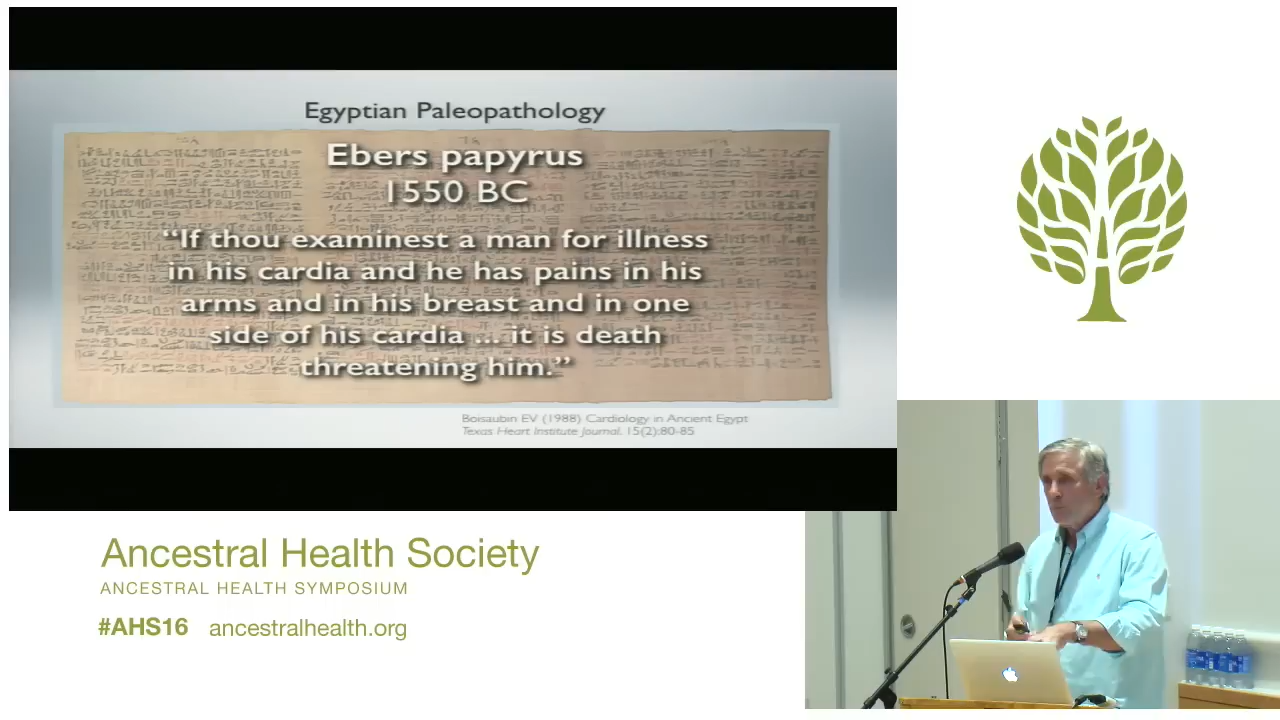 Egyptian Paleopathology
Ebers papyrus
1550 BC
“If thou examinest a man for illness
in his cardia and he has pains in his
arms and in his breast and in one
side of his cardia ... it is death
threatening him.”
Boisaubin EV (1988) Cardiology in Ancient Egypt
Texas Heart Institute Journal. 15(2):80-85
Ancestral Health Society
ANCESTRAL HEALTH SYMPOSIUM
#AHS16 ancestralhealth.org